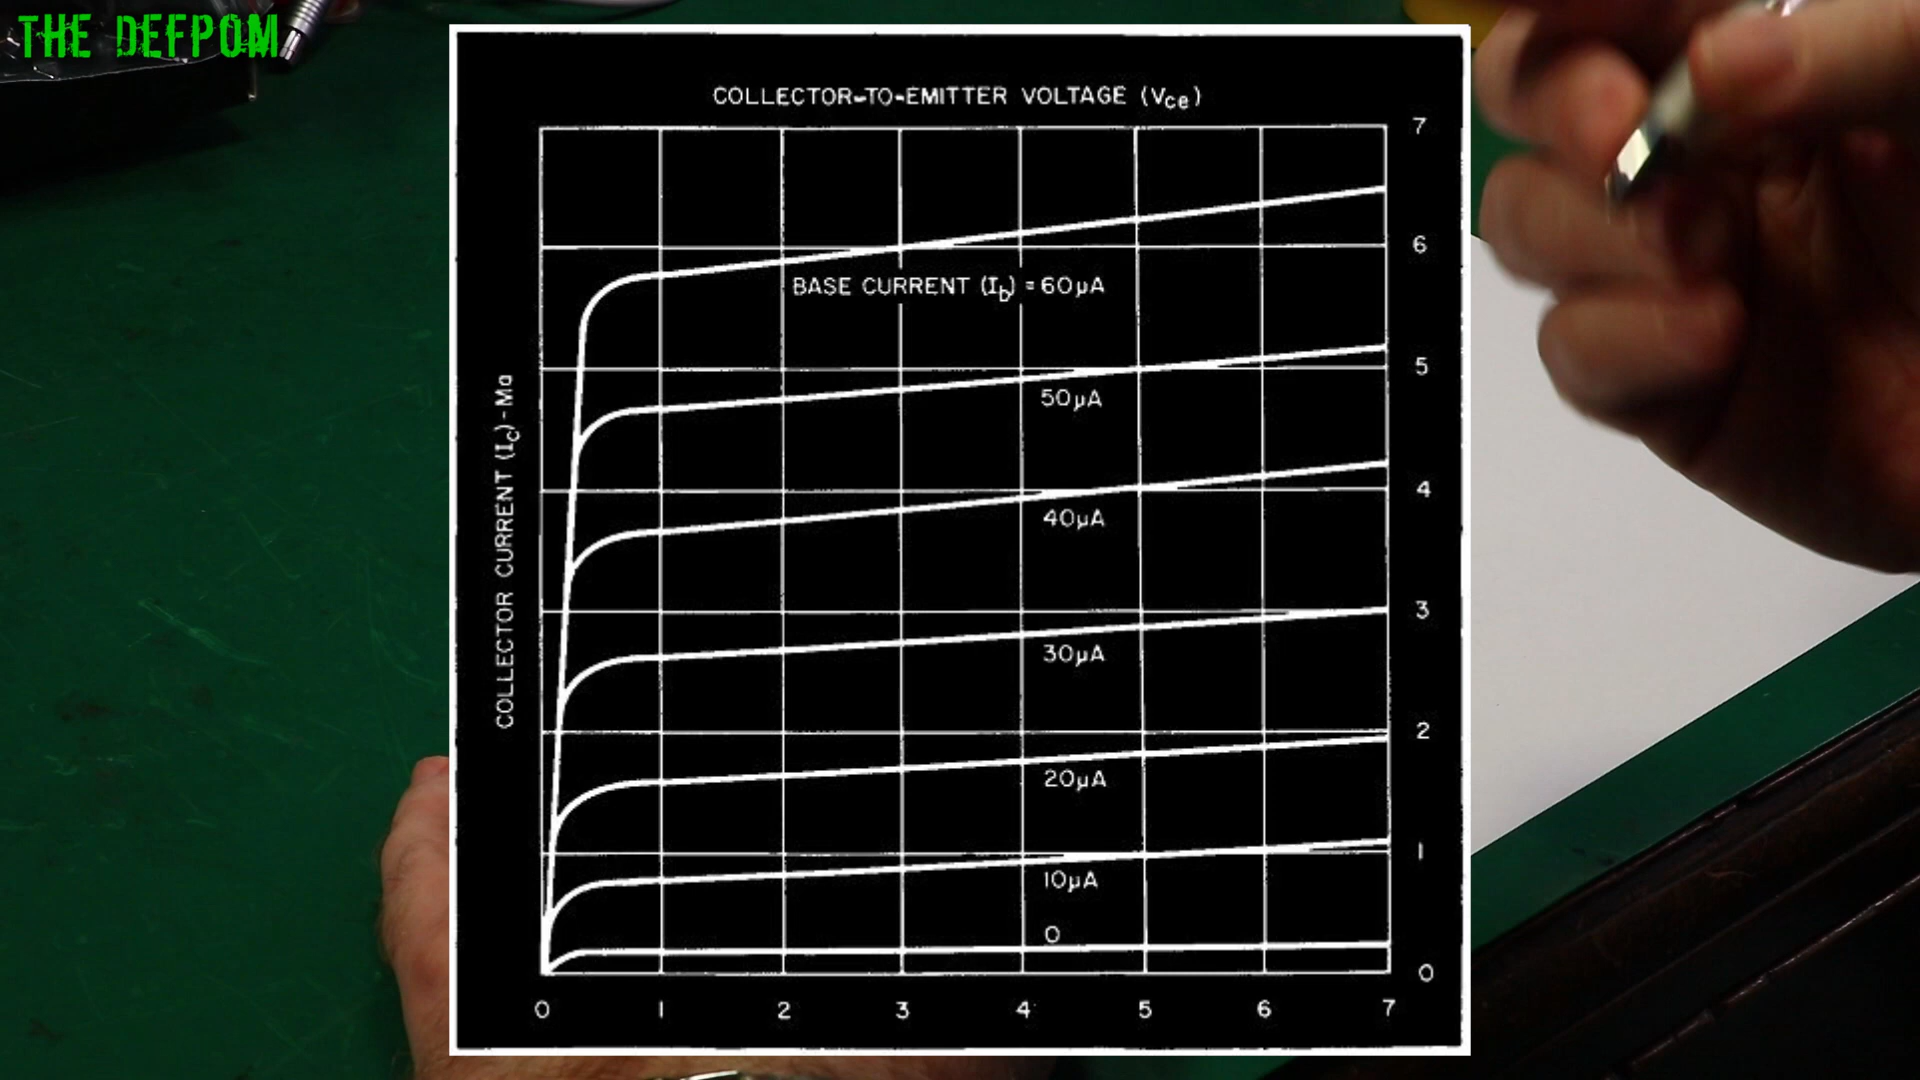 THE DEFPOM
COLLECTOR-TO-EMITTER VOLTAGE (Vce)
7
6
BASE CURRENT (Ib) = 60µA
5
50µA
COLLECTOR CURRENT (Ic)-Ma
4
40µA
3
30µA
2
20µA
1
10µA
0
0
0 1 2 3 4 5 6 7